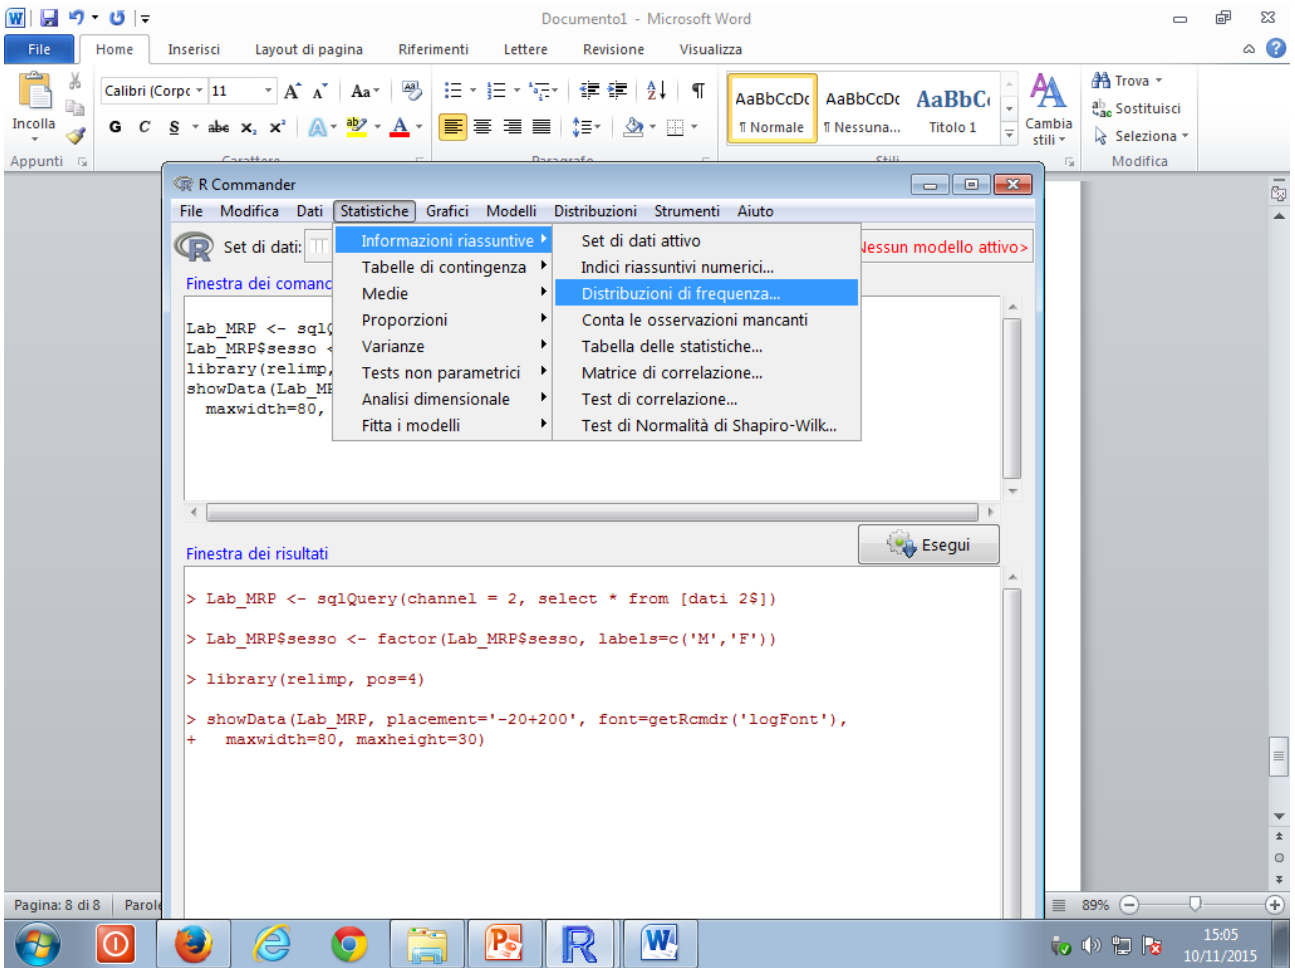 Documento1 - Microsoft Word
File Home Inserisci Layout di pagina Riferimenti Lettere Revisione Visualizza
Calibri (Corpc 11
Incolla
G C S abc x₂ x²
AaBbCcDc AaBbCcDc AaBbC
¶ Normale ¶ Nessuna... Titolo 1
Cambia stili
Trova
Sostituisci
Seleziona
Appunti Carattere Paragrafo Stili Modifica
R Commander
File Modifica Dati Statistiche Grafici Modelli Distribuzioni Strumenti Aiuto
Set di dati:
Nessun modello attivo>
Informazioni riassuntive
Tabelle di contingenza
Medie
Proporzioni
Varianze
Tests non parametrici
Analisi dimensionale
Fitta i modelli
Set di dati attivo
Indici riassuntivi numerici...
Distribuzioni di frequenza...
Conta le osservazioni mancanti
Tabella delle statistiche...
Matrice di correlazione...
Test di correlazione...
Test di Normalità di Shapiro-Wilk...
Finestra dei comanc
Lab_MRP <- sqlQ
Lab_MRP$sesso <
library(relimp,
showData(Lab_MR
maxwidth=80,
Esegui
Finestra dei risultati
> Lab_MRP <- sqlQuery(channel = 2, select * from [dati 2$])
> Lab_MRP$sesso <- factor(Lab_MRP$sesso, labels=c('M','F'))
> library(relimp, pos=4)
> showData(Lab_MRP, placement='-20+200', font=getRcmdr('logFont'),
+ maxwidth=80, maxheight=30)
Pagina: 8 di 8 Parole
89%
15:05
10/11/2015